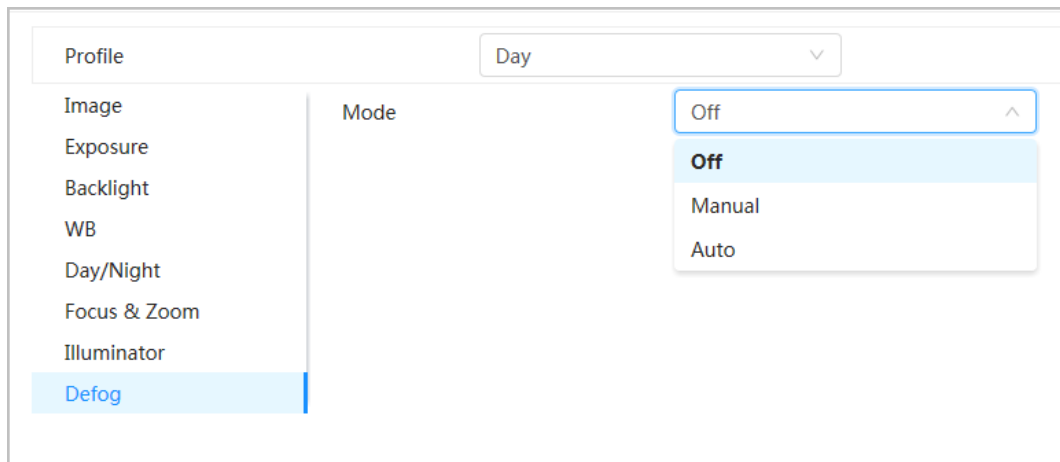 Profile
Day
Image
Exposure
Backlight
WB
Day/Night
Focus & Zoom
Illuminator
Defog
Mode
Off
Off
Manual
Auto